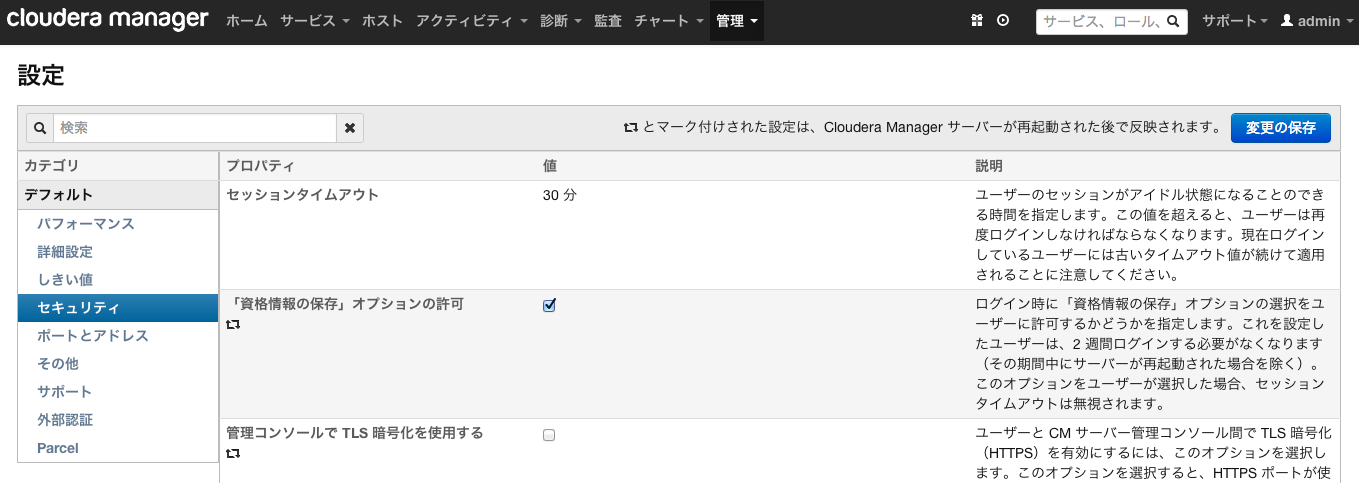 cloudera manager ホーム サービス ホスト アクティビティ 診断 監査 チャート 管理 サービス、ロール、 サポート admin
設定
検索 とマーク付けされた設定は、Cloudera Manager サーバーが再起動された後で反映されます。 変更の保存
カテゴリ プロパティ 値 説明
デフォルト
パフォーマンス
詳細設定
しきい値
セキュリティ
ポートとアドレス
その他
サポート
外部認証
Parcel
セッションタイムアウト 30 分
ユーザーのセッションがアイドル状態になることのでき
る時間を指定します。この値を超えると、ユーザーは再
度ログインしなければならなくなります。現在ログイン
しているユーザーには古いタイムアウト値が続けて適用
されることに注意してください。
「資格情報の保存」オプションの許可
ログイン時に「資格情報の保存」オプションの選択をユ
ーザーに許可するかどうかを指定します。これを設定し
たユーザーは、2 週間ログインする必要がなくなります
（その期間中にサーバーが再起動された場合を除く）。
このオプションをユーザーが選択した場合、セッション
タイムアウトは無視されます。
管理コンソールで TLS 暗号化を使用する
ユーザーと CM サーバー管理コンソール間で TLS 暗号化
（HTTPS）を有効にするには、このオプションを選択し
ます。このオプションを選択すると、HTTPS ポートが使